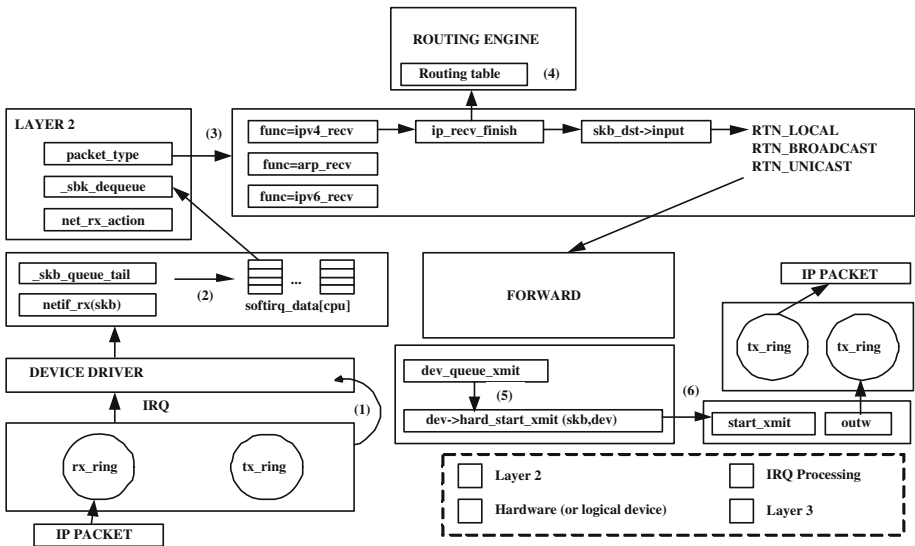 ROUTING ENGINE
Routing table
(4)
LAYER 2
packet_type
_sbk_dequeue
net_rx_action
(3)
func=ipv4_recv
func=arp_recv
func=ipv6_recv
ip_recv_finish
skb_dst->input
RTN_LOCAL
RTN_BROADCAST
RTN_UNICAST
_skb_queue_tail
netif_rx(skb)
(2)
...
softirq_data[cpu]
FORWARD
IP PACKET
tx_ring
tx_ring
DEVICE DRIVER
IRQ
(1)
dev_queue_xmit
(5)
dev->hard_start_xmit (skb,dev)
(6)
start_xmit
outw
rx_ring
tx_ring
IP PACKET
Layer 2
IRQ Processing
Hardware (or logical device)
Layer 3